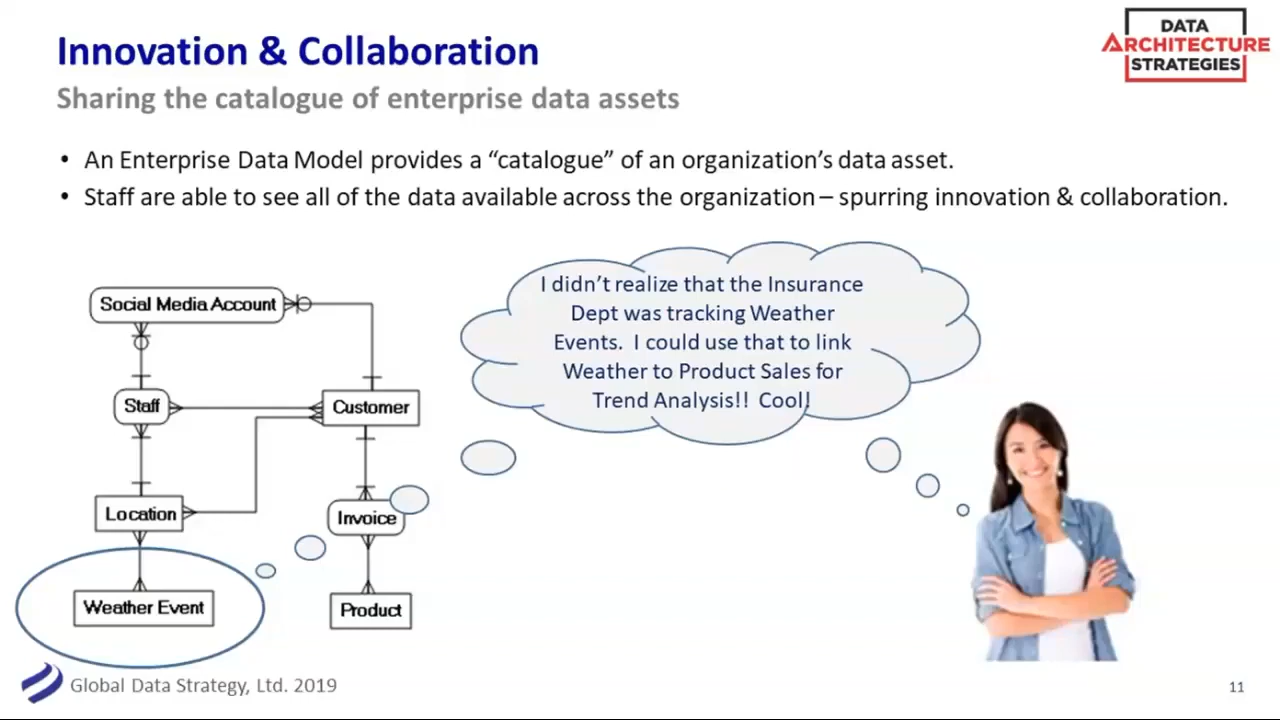 Innovation & Collaboration
DATA
ARCHITECTURE
STRATEGIES
Sharing the catalogue of enterprise data assets
• An Enterprise Data Model provides a “catalogue” of an organization’s data asset.
• Staff are able to see all of the data available across the organization – spurring innovation & collaboration.
I didn’t realize that the Insurance
Dept was tracking Weather
Events. I could use that to link
Weather to Product Sales for
Trend Analysis!! Cool!
Social Media Account
Staff
Customer
Location
Invoice
Weather Event
Product
Global Data Strategy, Ltd. 2019
11